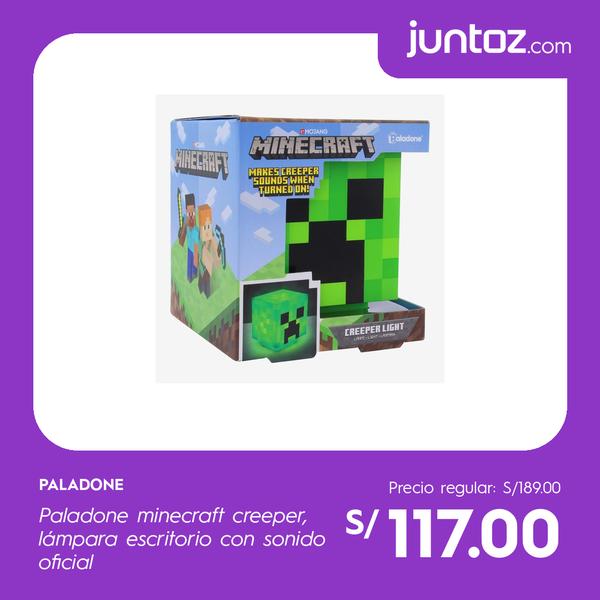 juntoz.com
MOJANG
MINECRAFT
Paladone
MINECRAFT
MAKES CREEPER
SOUNDS WHEN
TURNED ON!
CREEPER LIGHT
PALADONE
Paladone minecraft creeper,
lámpara escritorio con sonido
oficial
Precio regular: S/189.00
S/117.00